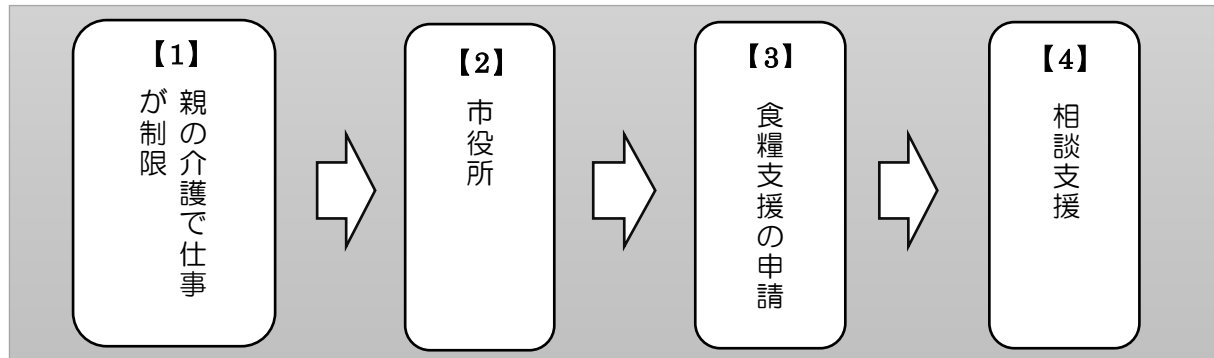 【1】
親の介護で仕事
が制限
【2】
市役所
【3】
食糧支援の申請
【4】
相談支援